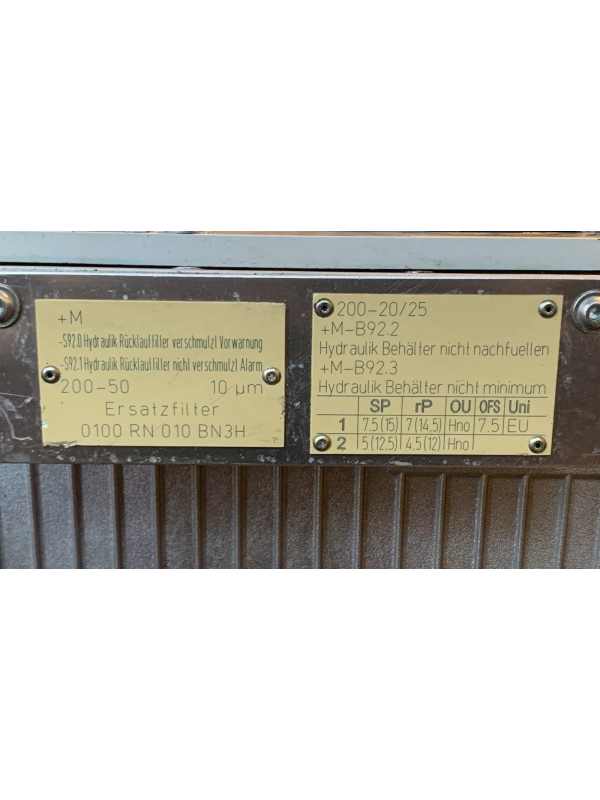 +M
-S92.0 Hydraulik Rücklauffilter verschmutzt Vorwarnung
-S92.1 Hydraulik Rücklauffilter nicht verschmutzt Alarm
200-50 10 µm
Ersatzfilter
0100 RN 010 BN3H
200-20/25
+M-B92.2
Hydraulik Behälter nicht nachfuellen
+M-B92.3
Hydraulik Behälter nicht minimum
SP rP OU OFS Uni
1 7.5(15) 7(14.5) Hno 7.5 EU
2 5(12.5) 4.5(12) Hno